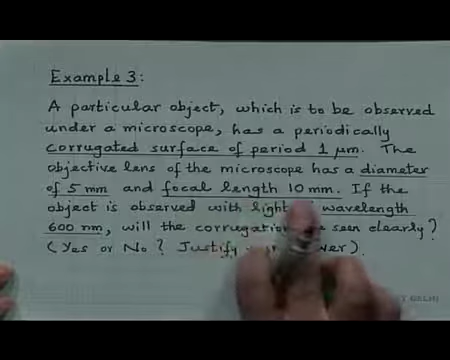 Example 3:
A particular object, which is to be observed
under a microscope, has a periodically
corrugated surface of period 1 µm. The
objective lens of the microscope has a diameter
of 5 mm and focal length 10 mm. If the
object is observed with light wavelength
600 nm, will the corrugation seen clearly?
(Yes or No? Justify
DELHI